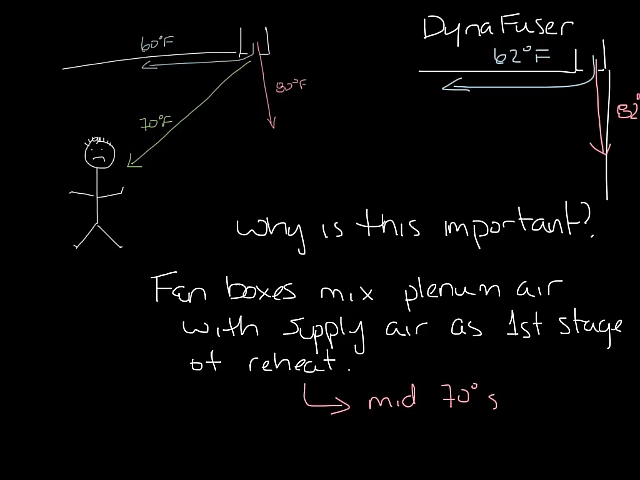 DynaFuser
60°F
62°F
80°F
82°
70°F
Why is this important?
Fan boxes mix plenum air
with supply air as 1st stage
of reheat.
mid 70°s